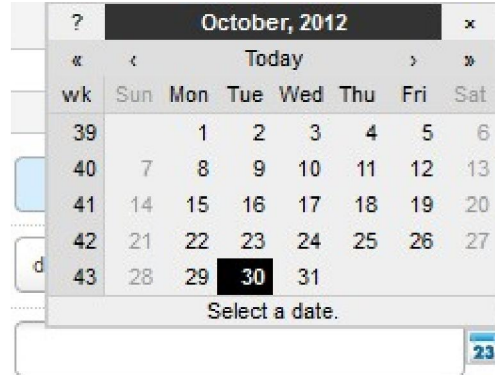 ? October, 2012 ×
« ‹ Today › »
wk Sun Mon Tue Wed Thu Fri Sat
39 1 2 3 4 5 6
40 7 8 9 10 11 12 13
41 14 15 16 17 18 19 20
42 21 22 23 24 25 26 27
43 28 29 30 31
d
Select a date.
23